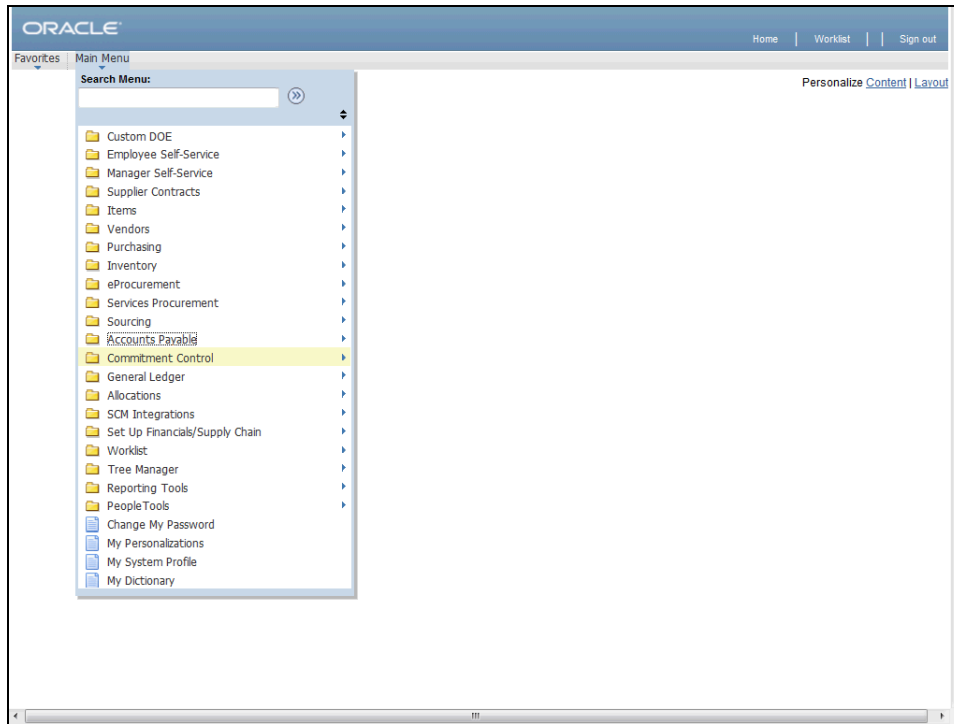 ORACLE
Home | Worklist | | Sign out
Favorites Main Menu
Search Menu:
Personalize Content | Layout
Custom DOE
Employee Self-Service
Manager Self-Service
Supplier Contracts
Items
Vendors
Purchasing
Inventory
eProcurement
Services Procurement
Sourcing
Accounts Payable
Commitment Control
General Ledger
Allocations
SCM Integrations
Set Up Financials/Supply Chain
Worklist
Tree Manager
Reporting Tools
PeopleTools
Change My Password
My Personalizations
My System Profile
My Dictionary